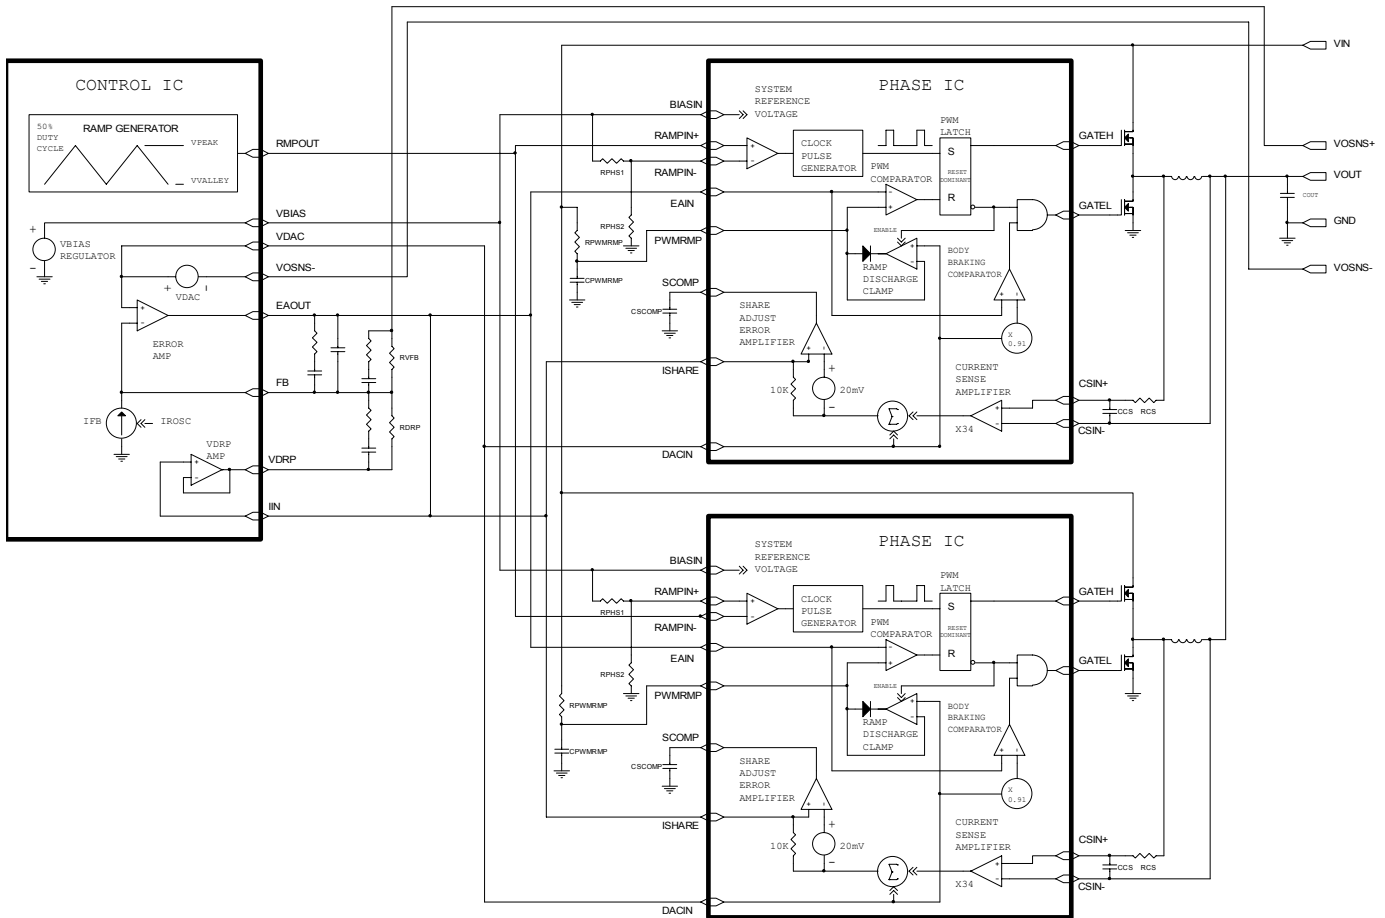 CONTROL IC
50%
DUTY
CYCLE
RAMP GENERATOR
VPEAK
VVALLEY
RMPOUT
VBIAS
+
VBIAS
REGULATOR
-
VDAC
VOSNS-
+ -
VDAC
EAOUT
+
-
ERROR
AMP
FB
IFB
IROSC
VDRP
AMP
+
-
VDRP
IIN
RVFB
RDRP
VIN
VOSNS+
VOUT
COUT
GND
VOSNS-
PHASE IC
BIASIN
SYSTEM
REFERENCE
VOLTAGE
RAMPIN+
RAMPIN-
RPHS1
RPHS2
+
-
CLOCK
PULSE
GENERATOR
PWM
LATCH
S
RESET
DOMINANT
R
GATEH
EAIN
PWM
COMPARATOR
-
+
GATEL
PWMRMP
RPWMRMP
CPWMRMP
ENABLE
+
-
RAMP
DISCHARGE
CLAMP
BODY
BRAKING
COMPARATOR
+ -
SCOMP
CSCOMP
SHARE
ADJUST
ERROR
AMPLIFIER
+ -
X
0.91
ISHARE
10K
+
20mV
-
Σ
CURRENT
SENSE
AMPLIFIER
+
-
X34
CSIN+
CCS RCS
CSIN-
DACIN
PHASE IC
BIASIN
SYSTEM
REFERENCE
VOLTAGE
RAMPIN+
RAMPIN-
RPHS1
RPHS2
+
-
CLOCK
PULSE
GENERATOR
PWM
LATCH
S
RESET
DOMINANT
R
GATEH
EAIN
PWM
COMPARATOR
-
+
GATEL
PWMRMP
RPWMRMP
CPWMRMP
ENABLE
+
-
RAMP
DISCHARGE
CLAMP
BODY
BRAKING
COMPARATOR
+ -
SCOMP
CSCOMP
SHARE
ADJUST
ERROR
AMPLIFIER
+ -
X
0.91
ISHARE
10K
+
20mV
-
Σ
CURRENT
SENSE
AMPLIFIER
+
-
X34
CSIN+
CCS RCS
CSIN-
DACIN